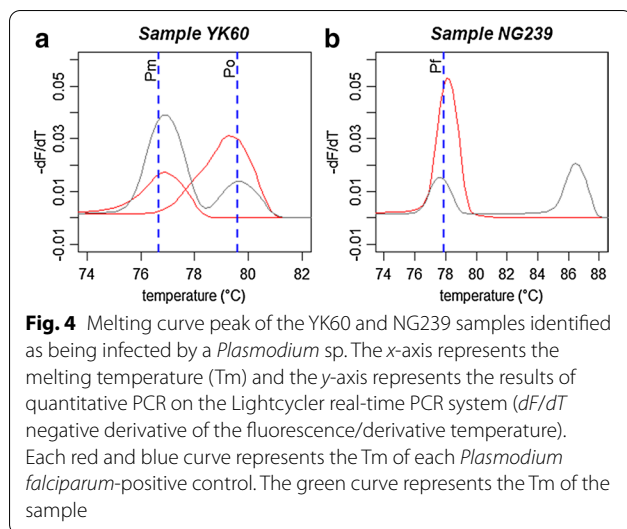 a Sample YK60 b Sample NG239
Pm Po Pf
-dF/dT
0.05
0.03
0.01
-0.01
74 76 78 80 82
temperature (°C)
-dF/dT
0.05
0.03
0.01
-0.01
74 76 78 80 82 84 86 88
temperature (°C)
Fig. 4 Melting curve peak of the YK60 and NG239 samples identified
as being infected by a Plasmodium sp. The x-axis represents the
melting temperature (Tm) and the y-axis represents the results of
quantitative PCR on the Lightcycler real-time PCR system (dF/dT
negative derivative of the fluorescence/derivative temperature).
Each red and blue curve represents the Tm of each Plasmodium
falciparum-positive control. The green curve represents the Tm of the
sample